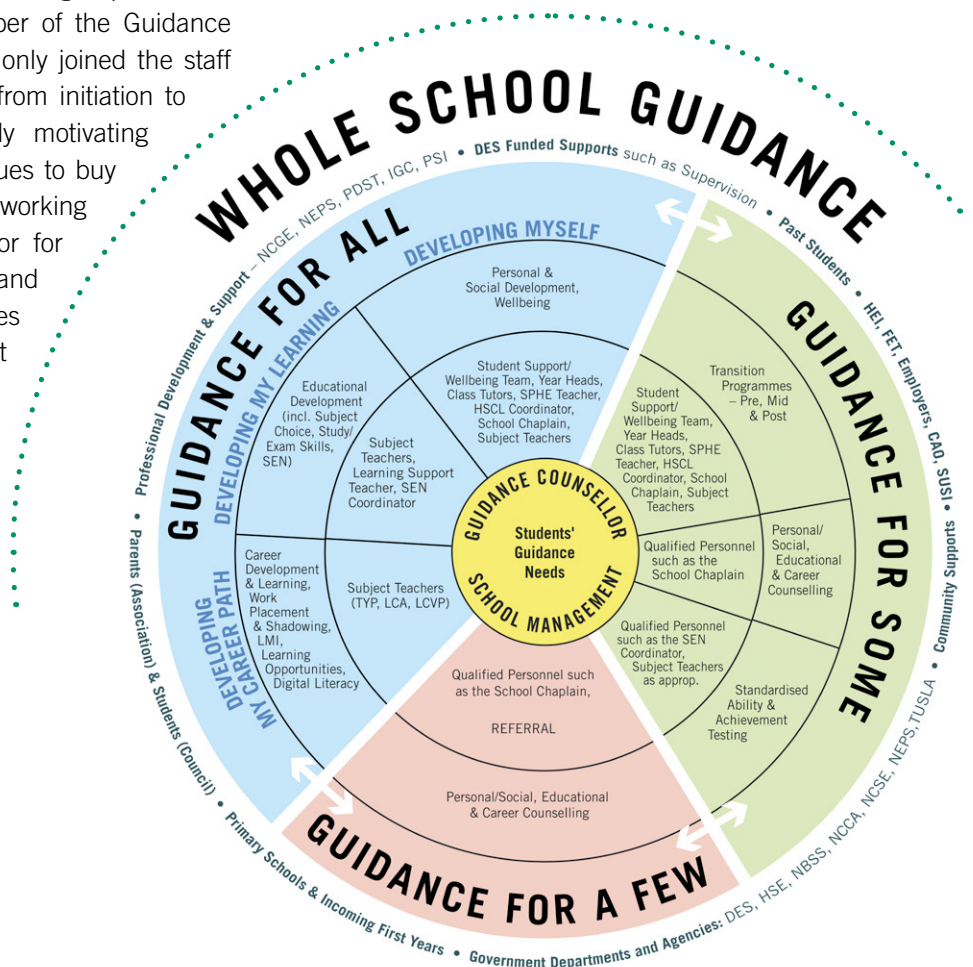 ber of the Guidance
only joined the staff
from initiation to
ly motivating
ues to buy
working
or for
and
es
t
WHOLE SCHOOL GUIDANCE
Professional Development & Support – NCGE, NEPS, PDST, IGC, PSI • DES Funded Supports such as Supervision • Past Students • HEI, FET, Employers, CAO, SUSI • Community Supports • Government Departments and Agencies: DES, HSE, NBSS, NCCA, NCSE, NEPS,TUSLA • Primary Schools & Incoming First Years • Parents (Association) & Students (Council) •
GUIDANCE FOR ALL
DEVELOPING MYSELF
Personal &
Social Development,
Wellbeing
Student Support/
Wellbeing Team, Year Heads,
Class Tutors, SPHE Teacher,
HSCL Coordinator,
School Chaplain,
Subject Teachers
DEVELOPING MY LEARNING
Educational
Development
(incl. Subject
Choice, Study/
Exam Skills,
SEN)
Subject
Teachers,
Learning Support
Teacher, SEN
Coordinator
DEVELOPING
MY CAREER PATH
Career
Development
& Learning,
Work
Placement
& Shadowing,
LMI,
Learning
Opportunities,
Digital Literacy
Subject Teachers
(TYP, LCA, LCVP)
GUIDANCE COUNSELLOR
Students'
Guidance
Needs
SCHOOL MANAGEMENT
GUIDANCE FOR SOME
Transition
Programmes
– Pre, Mid
& Post
Student
Support/
Wellbeing Team,
Year Heads,
Class Tutors, SPHE
Teacher, HSCL
Coordinator, School
Chaplain, Subject
Teachers
Personal/
Social,
Educational
& Career
Counselling
Qualified Personnel
such as the
School Chaplain
Qualified Personnel
such as the SEN
Coordinator,
Subject Teachers
as approp.
Standardised
Ability &
Achievement
Testing
Qualified Personnel such
as the School Chaplain,
REFERRAL
Personal/Social, Educational
& Career Counselling
GUIDANCE FOR A FEW